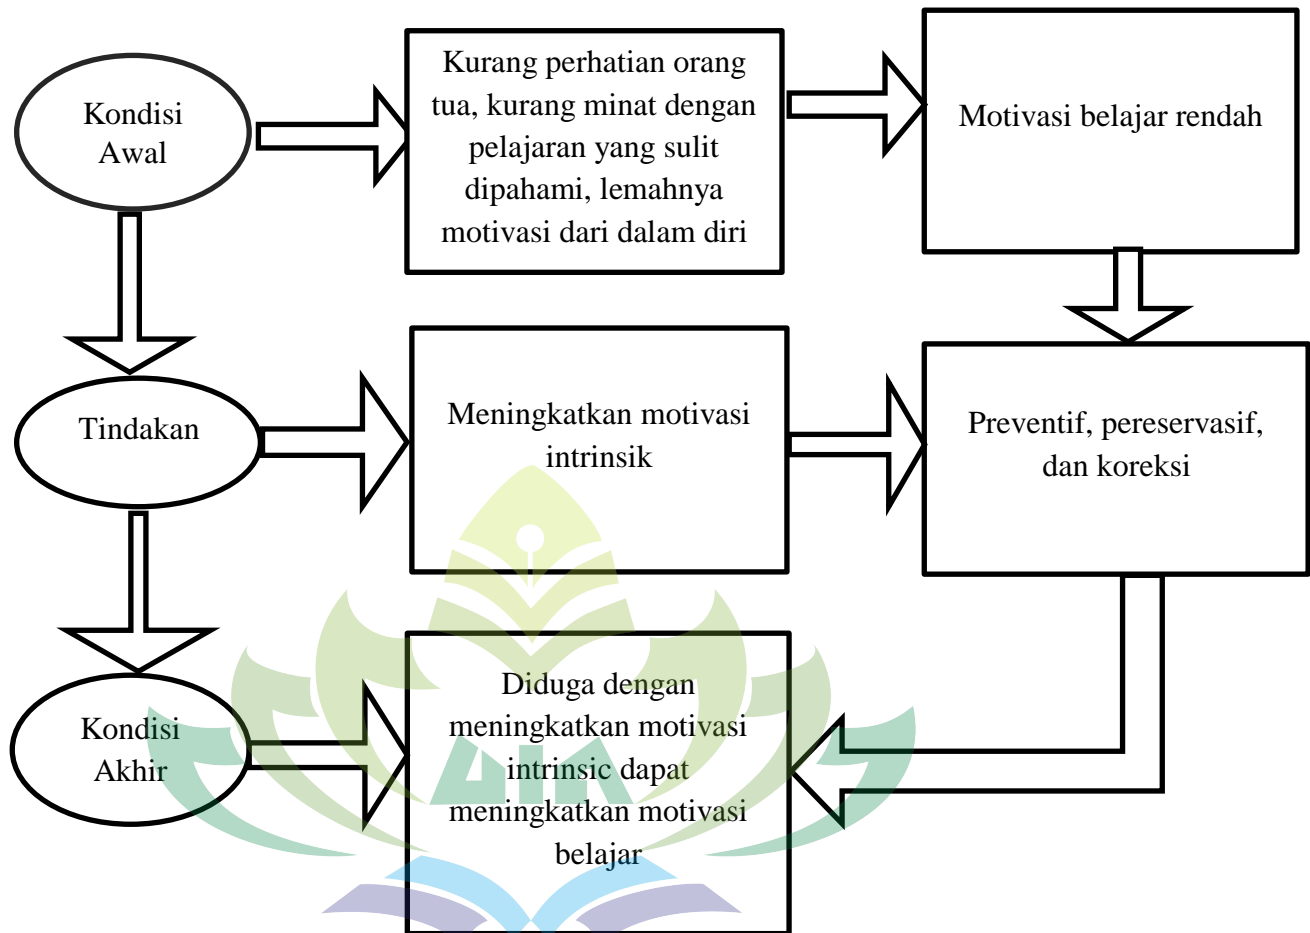 Kondisi
Awal
Kurang perhatian orang
tua, kurang minat dengan
pelajaran yang sulit
dipahami, lemahnya
motivasi dari dalam diri
Motivasi belajar rendah
Tindakan
Meningkatkan motivasi
intrinsik
Preventif, pereservasif,
dan koreksi
Kondisi
Akhir
Diduga dengan
meningkatkan motivasi
intrinsic dapat
meningkatkan motivasi
belajar